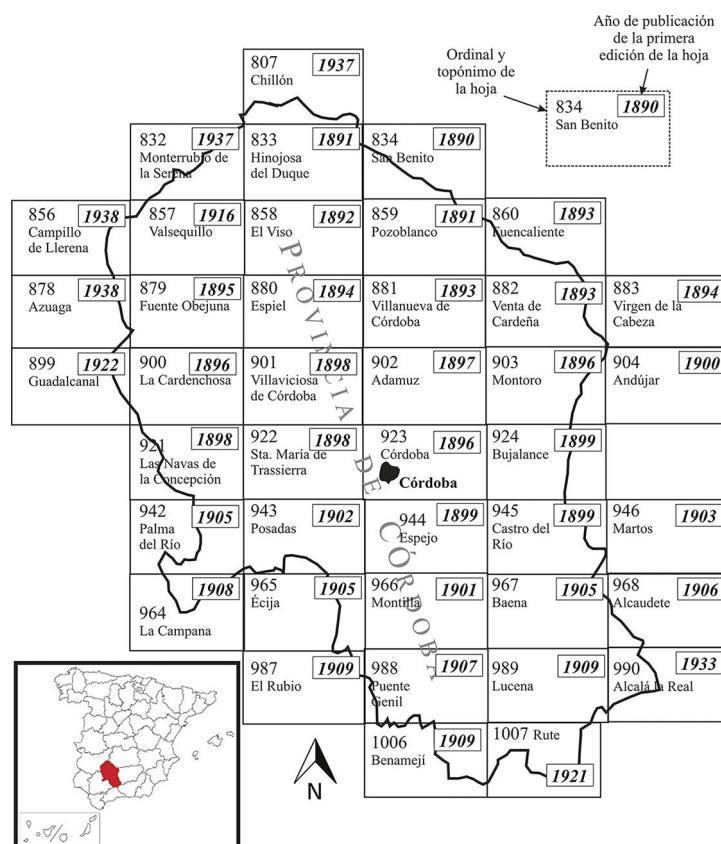 Año de publicación
de la primera
edición de la hoja
Ordinal y
topónimo de
la hoja
834
San Benito
1890
807
Chillón
1937
832
Monterrubio de
la Serena
1937
833
Hinojosa
del Duque
1891
834
San Benito
1890
856
Campillo
de Llerena
1938
857
Valsequillo
1916
858
El Viso
1892
859
Pozoblanco
1891
860
Fuencaliente
1893
878
Azuaga
1938
879
Fuente Obejuna
1895
880
Espiel
1894
881
Villanueva de
Córdoba
1893
882
Venta de
Cardeña
1893
883
Virgen de la
Cabeza
1894
899
Guadalcanal
1922
900
La Cardenchosa
1896
901
Villaviciosa
de Córdoba
1898
902
Adamuz
1897
903
Montoro
1896
904
Andújar
1900
921
Las Navas de
la Concepción
1898
922
Sta. María de
Trassierra
1898
923
Córdoba
1896
Córdoba
924
Bujalance
1899
942
Palma
del Río
1905
943
Posadas
1902
944
Espejo
1899
945
Castro del
Río
1899
946
Martos
1903
964
La Campana
1908
965
Écija
1905
966
Montilla
1901
967
Baena
1905
968
Alcaudete
1906
987
El Rubio
1909
988
Puente
Genil
1907
989
Lucena
1909
990
Alcalá la Real
1933
1006
Benamejí
1909
1007 Rute
1921
PROVINCIA DE CÓRDOBA
N